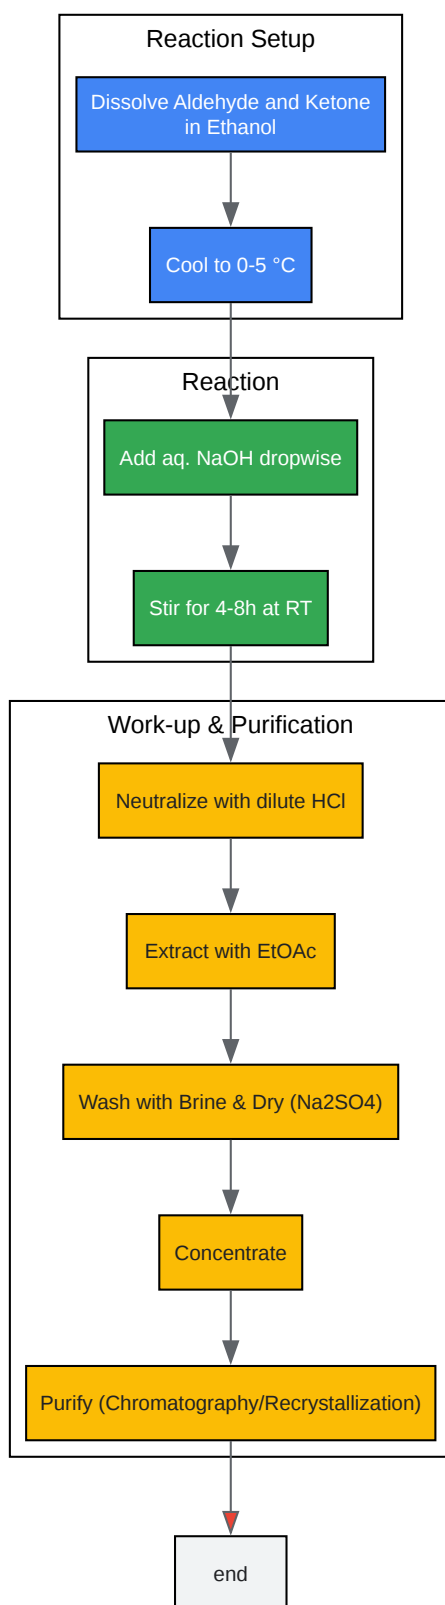 Reaction Setup
Dissolve Aldehyde and Ketone
in Ethanol
Cool to 0-5 °C
Reaction
Add aq. NaOH dropwise
Stir for 4-8h at RT
Work-up & Purification
Neutralize with dilute HCl
Extract with EtOAc
Wash with Brine & Dry (Na2SO4)
Concentrate
Purify (Chromatography/Recrystallization)
end